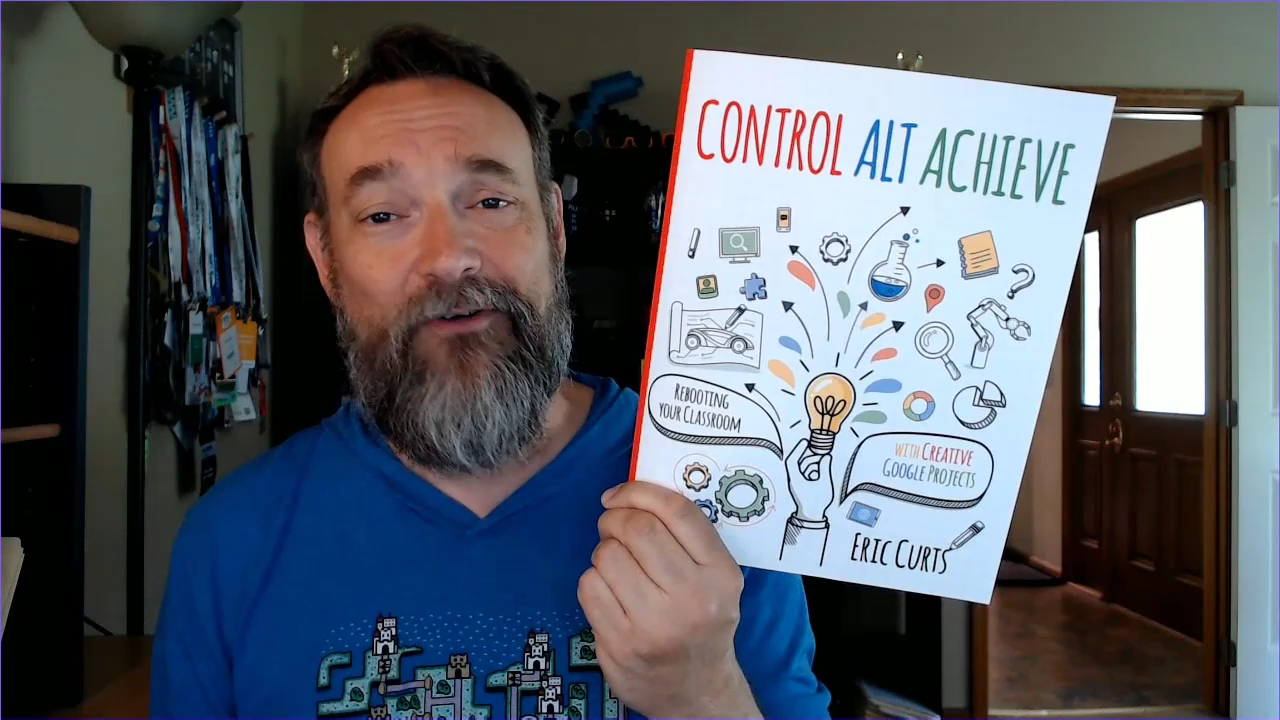 CONTROL ALT ACHIEVE
REBOOTING
YOUR CLASSROOM
WITH CREATIVE
GOOGLE PROJECTS
ERIC CURTS